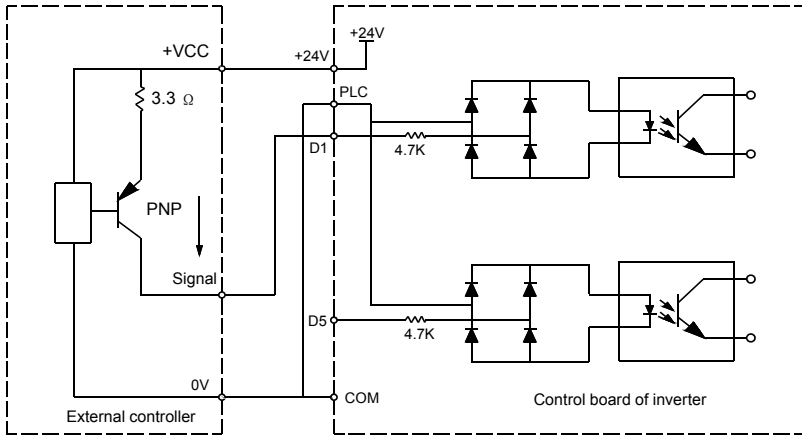 +24V
+VCC
+24V
3.3 Ω
PLC
D1
4.7K
PNP
Signal
D5
4.7K
0V
COM
External controller
Control board of inverter